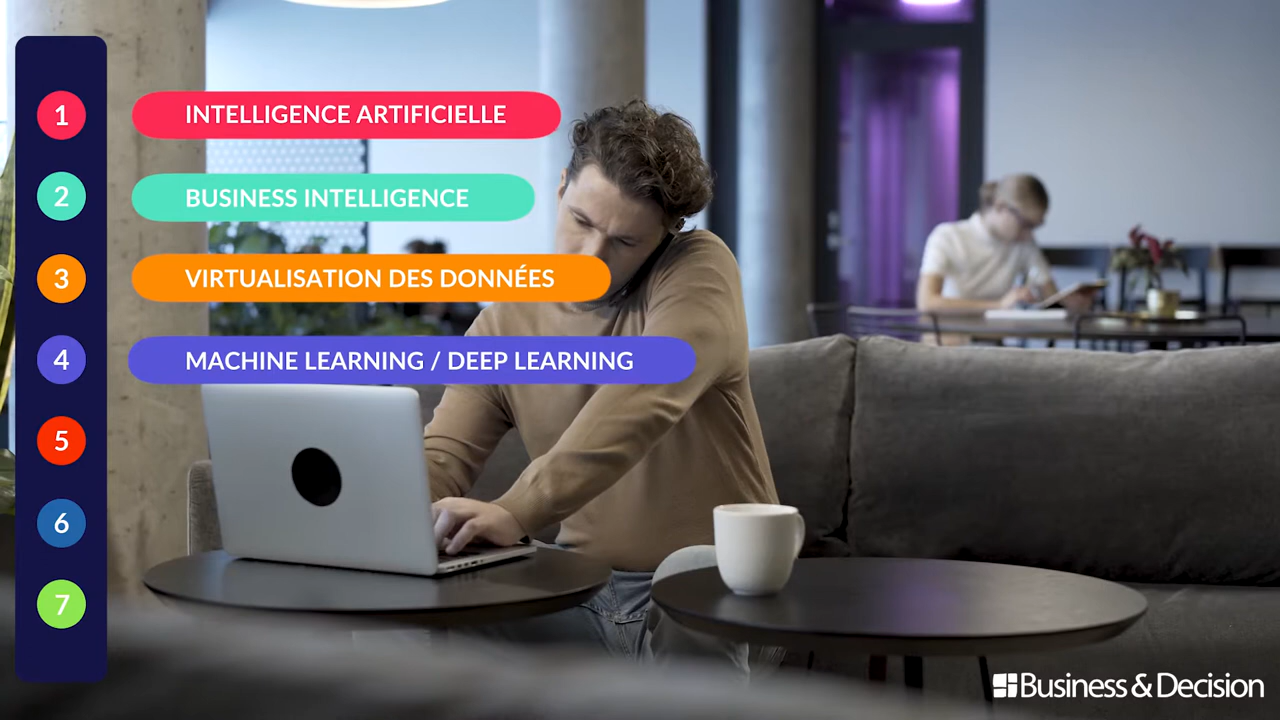 1 INTELLIGENCE ARTIFICIELLE
2 BUSINESS INTELLIGENCE
3 VIRTUALISATION DES DONNÉES
4 MACHINE LEARNING / DEEP LEARNING
5
6
7
Business & Decision